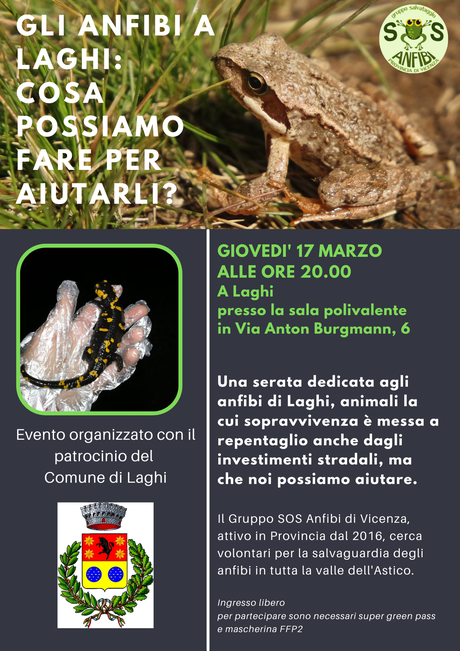 GLI ANFIBI A
LAGHI:
COSA
POSSIAMO
FARE PER
AIUTARLI?
gruppo salvataggio
SOS
ANFIBI
PROVINCIA DI VICENZA
GIOVEDI' 17 MARZO
ALLE ORE 20.00
A Laghi
presso la sala polivalente
in Via Anton Burgmann, 6
Una serata dedicata agli
anfibi di Laghi, animali la
cui sopravvivenza è messa a
repentaglio anche dagli
investimenti stradali, ma
che noi possiamo aiutare.
Evento organizzato con il
patrocinio del
Comune di Laghi
Il Gruppo SOS Anfibi di Vicenza,
attivo in Provincia dal 2016, cerca
volontari per la salvaguardia degli
anfibi in tutta la valle dell'Astico.
Ingresso libero
per partecipare sono necessari super green pass
e mascherina FFP2